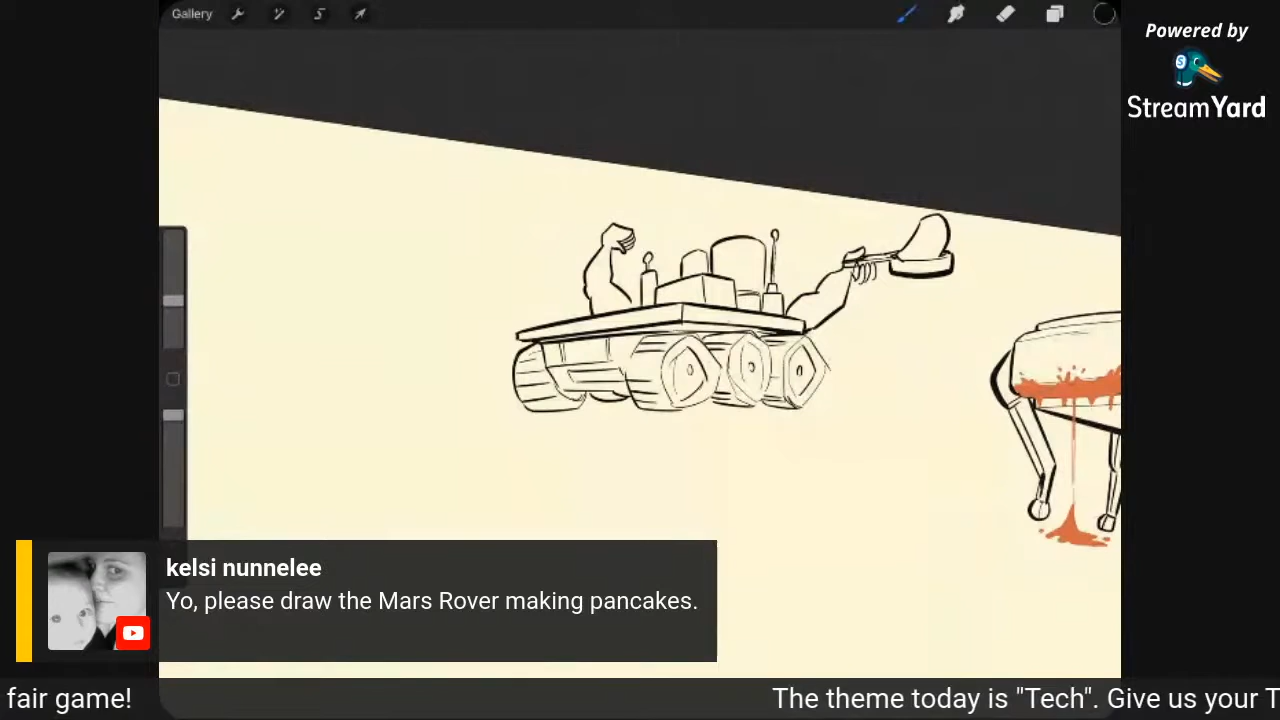 Gallery
Powered by
StreamYard
kelsi nunnelee
Yo, please draw the Mars Rover making pancakes.
fair game!
The theme today is "Tech". Give us your T